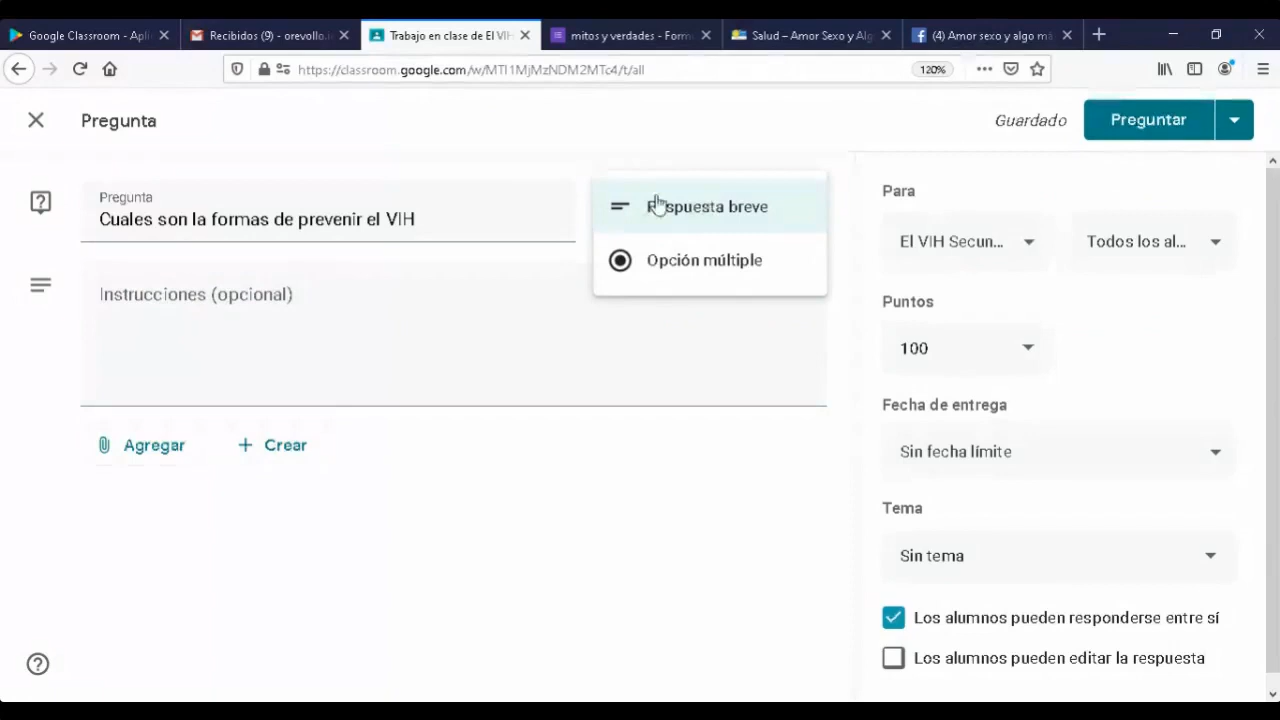 Google Classroom - Apli
Recibidos (9) - orevollo.i
Trabajo en clase de El VIH
mitos y verdades - Form
Salud – Amor Sexo y Alg
(4) Amor sexo y algo má
https://classroom.google.com/w/MTI1MjMzNDM2MTc4/t/all
120%
Pregunta
Guardado
Preguntar
Pregunta
Cuales son la formas de prevenir el VIH
Respuesta breve
Opción múltiple
Instrucciones (opcional)
Agregar
Crear
Para
El VIH Secun...
Todos los al...
Puntos
100
Fecha de entrega
Sin fecha límite
Tema
Sin tema
Los alumnos pueden responderse entre sí
Los alumnos pueden editar la respuesta